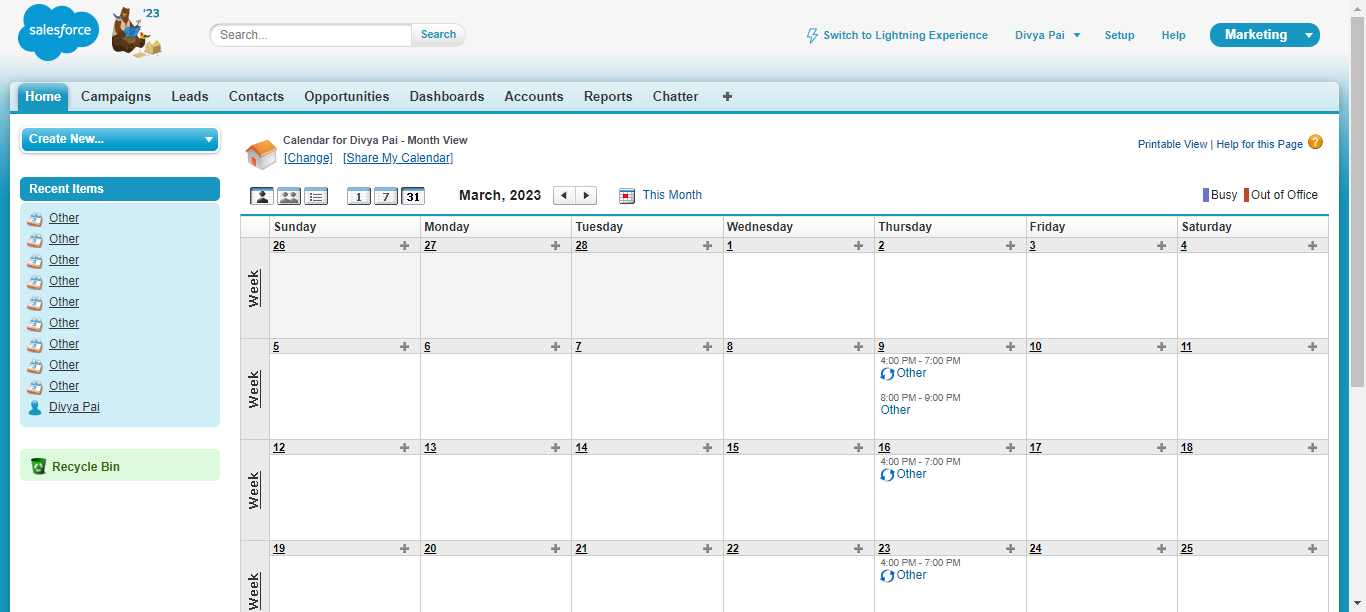 salesforce
'23
Search...
Search
Switch to Lightning Experience
Divya Pai
Setup
Help
Marketing
Home
Campaigns
Leads
Contacts
Opportunities
Dashboards
Accounts
Reports
Chatter
Create New...
Recent Items
Other
Other
Other
Other
Other
Other
Other
Other
Other
Divya Pai
Recycle Bin
Calendar for Divya Pai - Month View
[Change] [Share My Calendar]
Printable View | Help for this Page ?
1 7 31
March, 2023
This Month
Busy Out of Office
Sunday Monday Tuesday Wednesday Thursday Friday Saturday
26 27 28 1 2 3 4
Week
5 6 7 8 9 10 11
Week
4:00 PM - 7:00 PM
Other
8:00 PM - 9:00 PM
Other
12 13 14 15 16 17 18
Week
4:00 PM - 7:00 PM
Other
19 20 21 22 23 24 25
Week
4:00 PM - 7:00 PM
Other